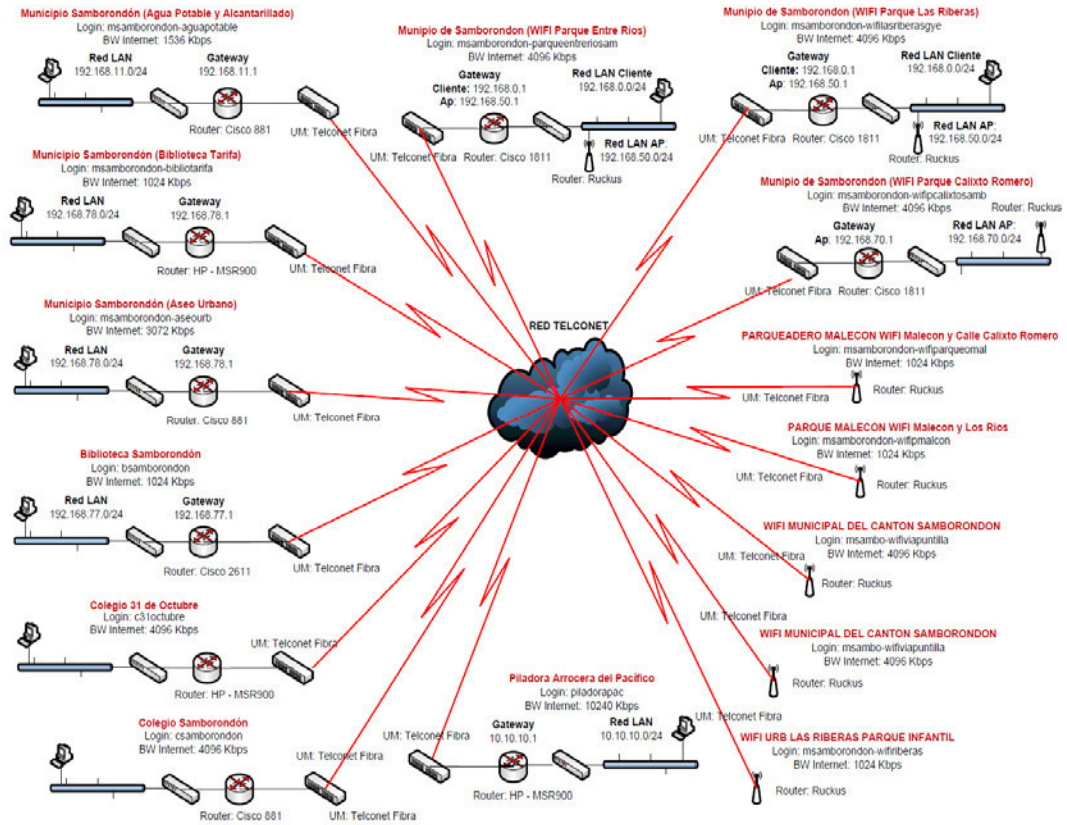 Municipio Samborondón (Agua Potable y Alcantarillado)
Login: msamborondon-aguapotable
BW Internet: 1536 Kbps
Red LAN
192.168.11.0/24
Gateway
192.168.11.1
Router: Cisco 881
UM: Telconet Fibra
Munipio de Samborondon (WIFI Parque Entre Rios)
Login: msamborondon-parqueentreriosam
BW Internet: 4096 Kbps
Gateway
Cliente: 192.168.0.1
Ap: 192.168.50.1
Red LAN Cliente
192.168.0.0/24
UM: Telconet Fibra
Router: Cisco 1811
Red LAN AP:
192.168.50.0/24
Router: Ruckus
Munipio de Samborondon (WIFI Parque Las Riberas)
Login: msamborondon-wifilasriberasgye
BW Internet: 4096 Kbps
Gateway
Cliente: 192.168.0.1
Ap: 192.168.50.1
Red LAN Cliente
192.168.0.0/24
UM: Telconet Fibra
Router: Cisco 1811
Red LAN AP:
192.168.50.0/24
Router: Ruckus
Municipio Samborondón (Biblioteca Tarifa)
Login: msamborondon-bibliotarifa
BW Internet: 1024 Kbps
Red LAN
192.168.78.0/24
Gateway
192.168.78.1
Router: HP - MSR900
UM: Telconet Fibra
Munipio de Samborondon (WIFI Parque Calixto Romero)
Login: msamborondon-wifipcalixtosamb
BW Internet: 4096 Kbps
Router: Ruckus
Gateway
Ap: 192.168.70.1
Red LAN AP:
192.168.70.0/24
UM: Telconet Fibra
Router: Cisco 1811
Municipio Samborondón (Aseo Urbano)
Login: msamborondon-aseourb
BW Internet: 3072 Kbps
Red LAN
192.168.78.0/24
Gateway
192.168.78.1
Router: Cisco 881
UM: Telconet Fibra
RED TELCONET
PARQUEADERO MALECON WIFI Malecon y Calle Calixto Romero
Login: msamborondon-wifiparqueomal
BW Internet: 1024 Kbps
Router: Ruckus
UM: Telconet Fibra
PARQUE MALECON WIFI Malecon y Los Rios
Login: msamborondon-wifipmalcon
BW Internet: 1024 Kbps
UM: Telconet Fibra
Router: Ruckus
Biblioteca Samborondón
Login: bsamborondon
BW Internet: 1024 Kbps
Red LAN
192.168.77.0/24
Gateway
192.168.77.1
Router: Cisco 2611
UM: Telconet Fibra
WIFI MUNICIPAL DEL CANTON SAMBORONDON
Login: msambo-wifiviapuntilla
BW Internet: 4096 Kbps
UM: Telconet Fibra
Router: Ruckus
Colegio 31 de Octubre
Login: c31octubre
BW Internet: 4096 Kbps
UM: Telconet Fibra
Router: HP - MSR900
UM: Telconet Fibra
WIFI MUNICIPAL DEL CANTON SAMBORONDON
Login: msambo-wifiviapuntilla
BW Internet: 4096 Kbps
Router: Ruckus
Colegio Samborondón
Login: csamborondon
BW Internet: 4096 Kbps
UM: Telconet Fibra
Router: Cisco 881
Piladora Arrocera del Pacífico
Login: piladorapac
BW Internet: 10240 Kbps
UM: Telconet Fibra
Gateway
10.10.10.1
Red LAN
10.10.10.0/24
Router: HP - MSR900
UM: Telconet Fibra
WIFI URB LAS RIBERAS PARQUE INFANTIL
Login: msamborondon-wifiriberas
BW Internet: 1024 Kbps
Router: Ruckus